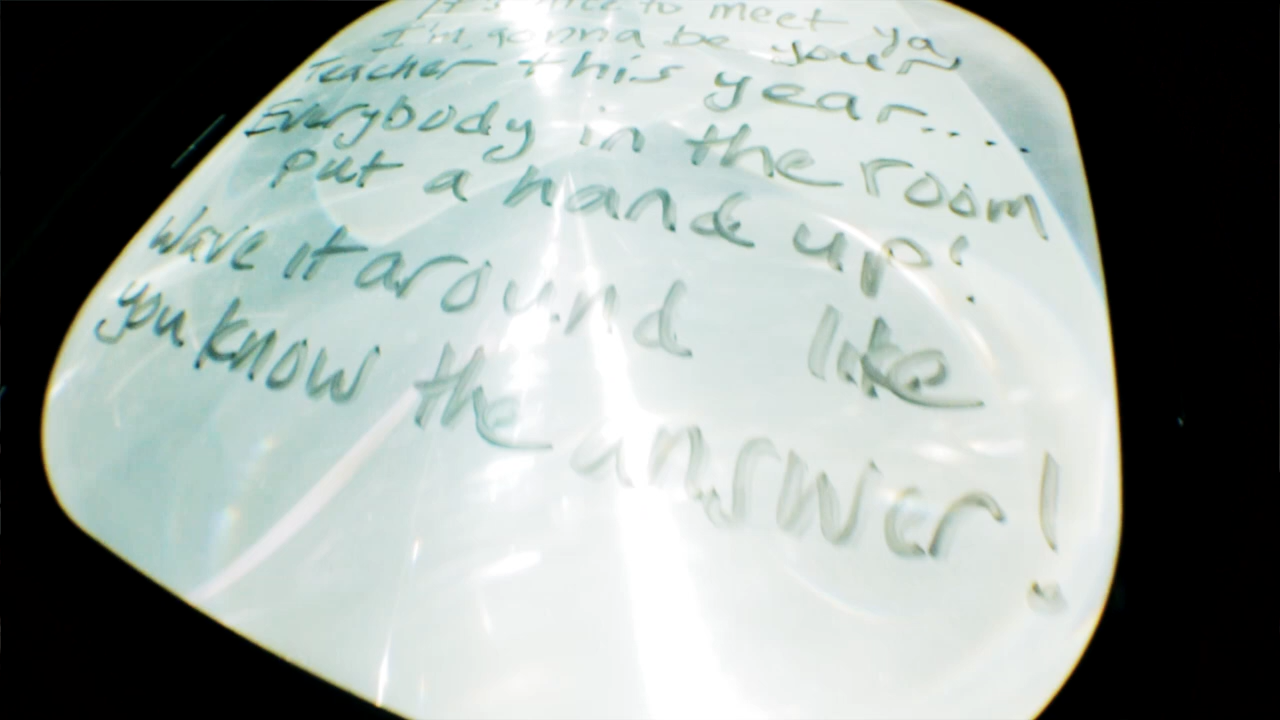 It's nice to meet ya
I'm gonna be your
Teacher this year....
Everybody in the room
put a hand up!
Wave it around like
you know the answer!